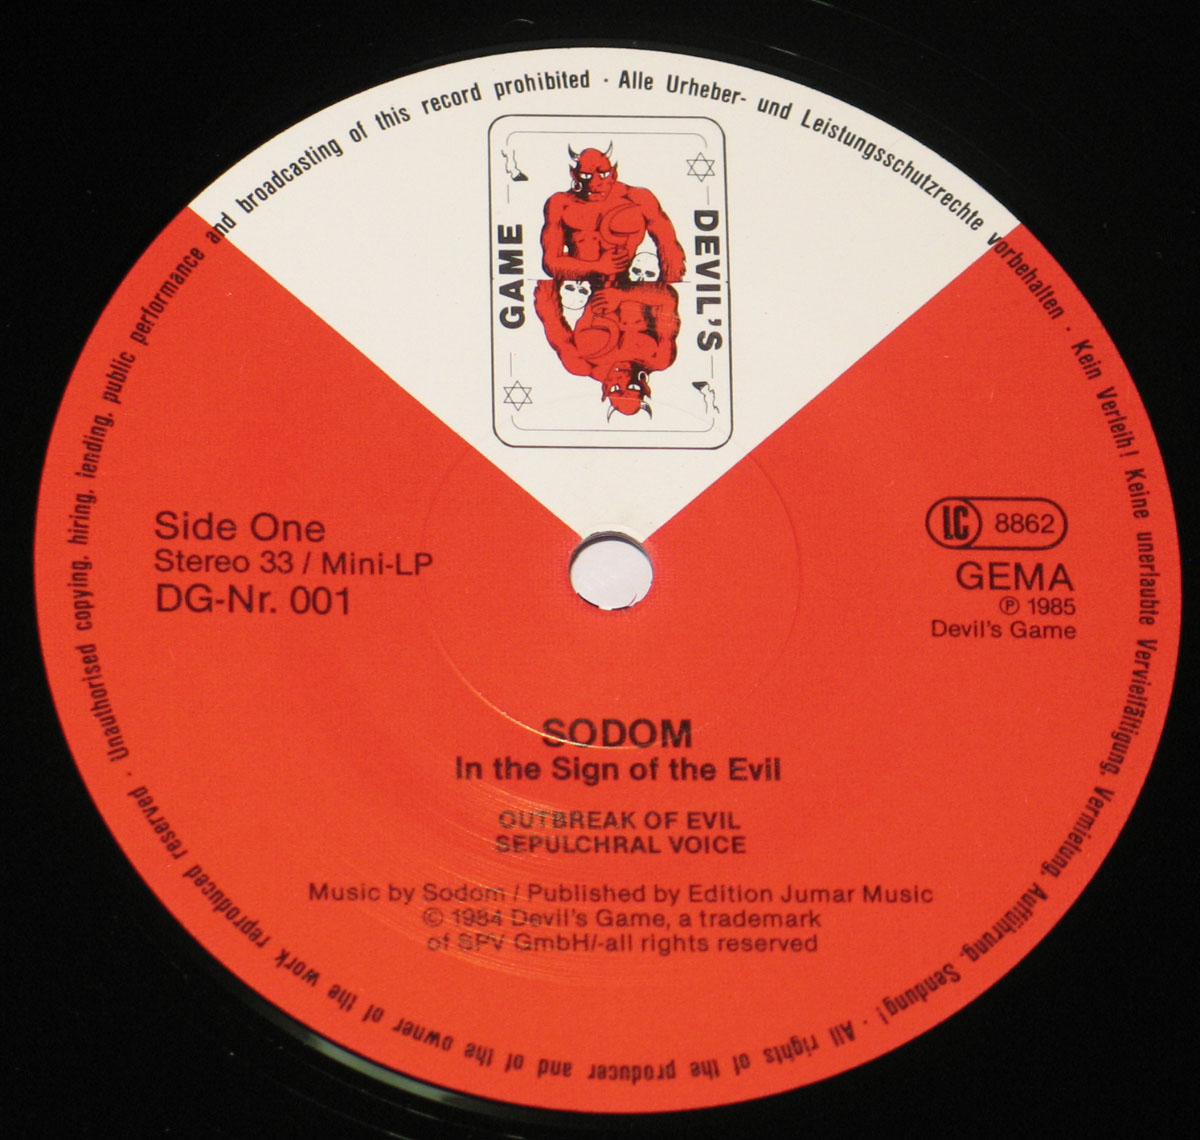 Unauthorised copying, hiring, lending, public performance and broadcasting of this record prohibited · Alle Urheber- und Leistungsschutzrechte vorbehalten · Kein Verleih! Keine unerlaubte Vervielfältigung, Vermietung, Aufführung, Sendung! · All rights of the producer and of the owner of the work reproduced reserved ·
GAME
DEVIL'S
Side One
Stereo 33 / Mini-LP
DG-Nr. 001
LC 8862
GEMA
℗ 1985
Devil's Game
SODOM
In the Sign of the Evil
OUTBREAK OF EVIL
SEPULCHRAL VOICE
Music by Sodom / Published by Edition Jumar Music
© 1984 Devil's Game, a trademark
of SPV GmbH/-all rights reserved